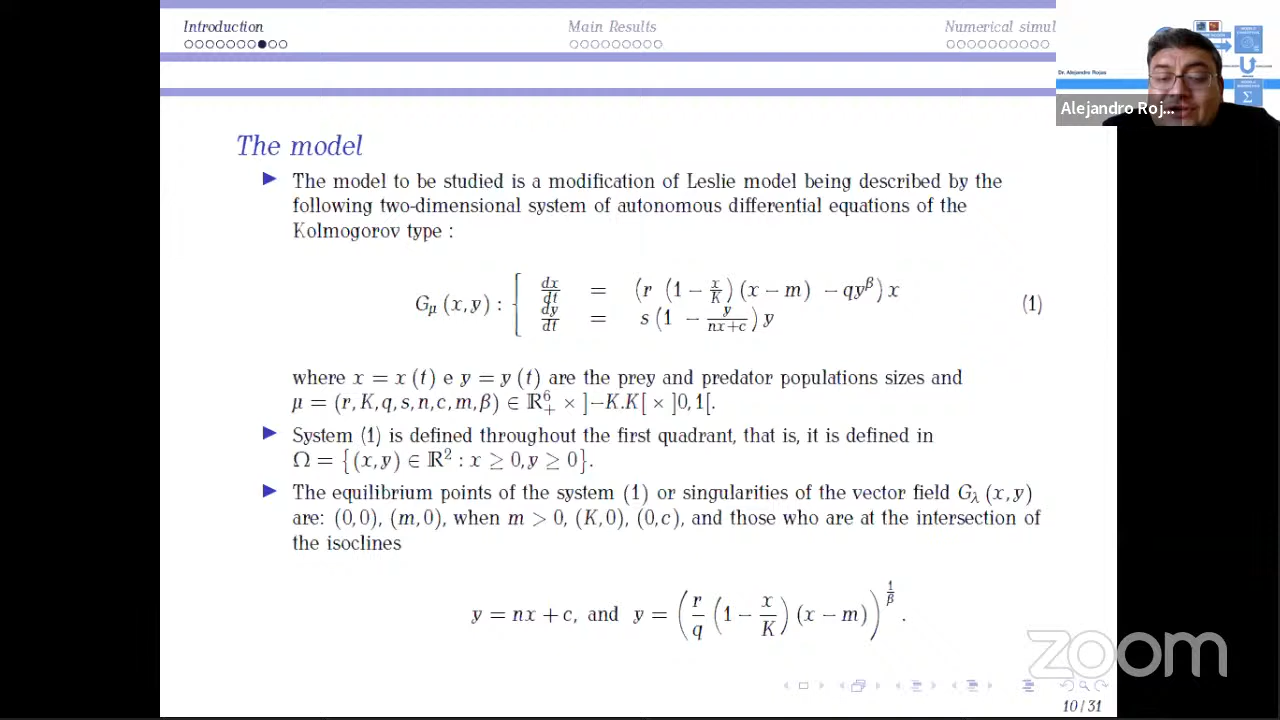 Introduction
Main Results
Numerical simul
Dr. Alejandro Rojas
Alejandro Roj...
The model
▶ The model to be studied is a modification of Leslie model being described by the
following two-dimensional system of autonomous differential equations of the
Kolmogorov type :
G_μ (x, y) : { dx/dt = (r (1 − x/K) (x − m) − qy^β) x
dy/dt = s (1 − y/(nx+c)) y
(1)
where x = x (t) e y = y (t) are the prey and predator populations sizes and
μ = (r, K, q, s, n, c, m, β) ∈ ℝ^6_+ × ]−K.K[ × ]0, 1[.
▶ System (1) is defined throughout the first quadrant, that is, it is defined in
Ω = {(x, y) ∈ ℝ^2 : x ≥ 0, y ≥ 0}.
▶ The equilibrium points of the system (1) or singularities of the vector field G_λ (x, y)
are: (0, 0), (m, 0), when m > 0, (K, 0), (0, c), and those who are at the intersection of
the isoclines
y = nx + c, and y = (r/q (1 − x/K) (x − m))^(1/β) .
zoom
10 / 31